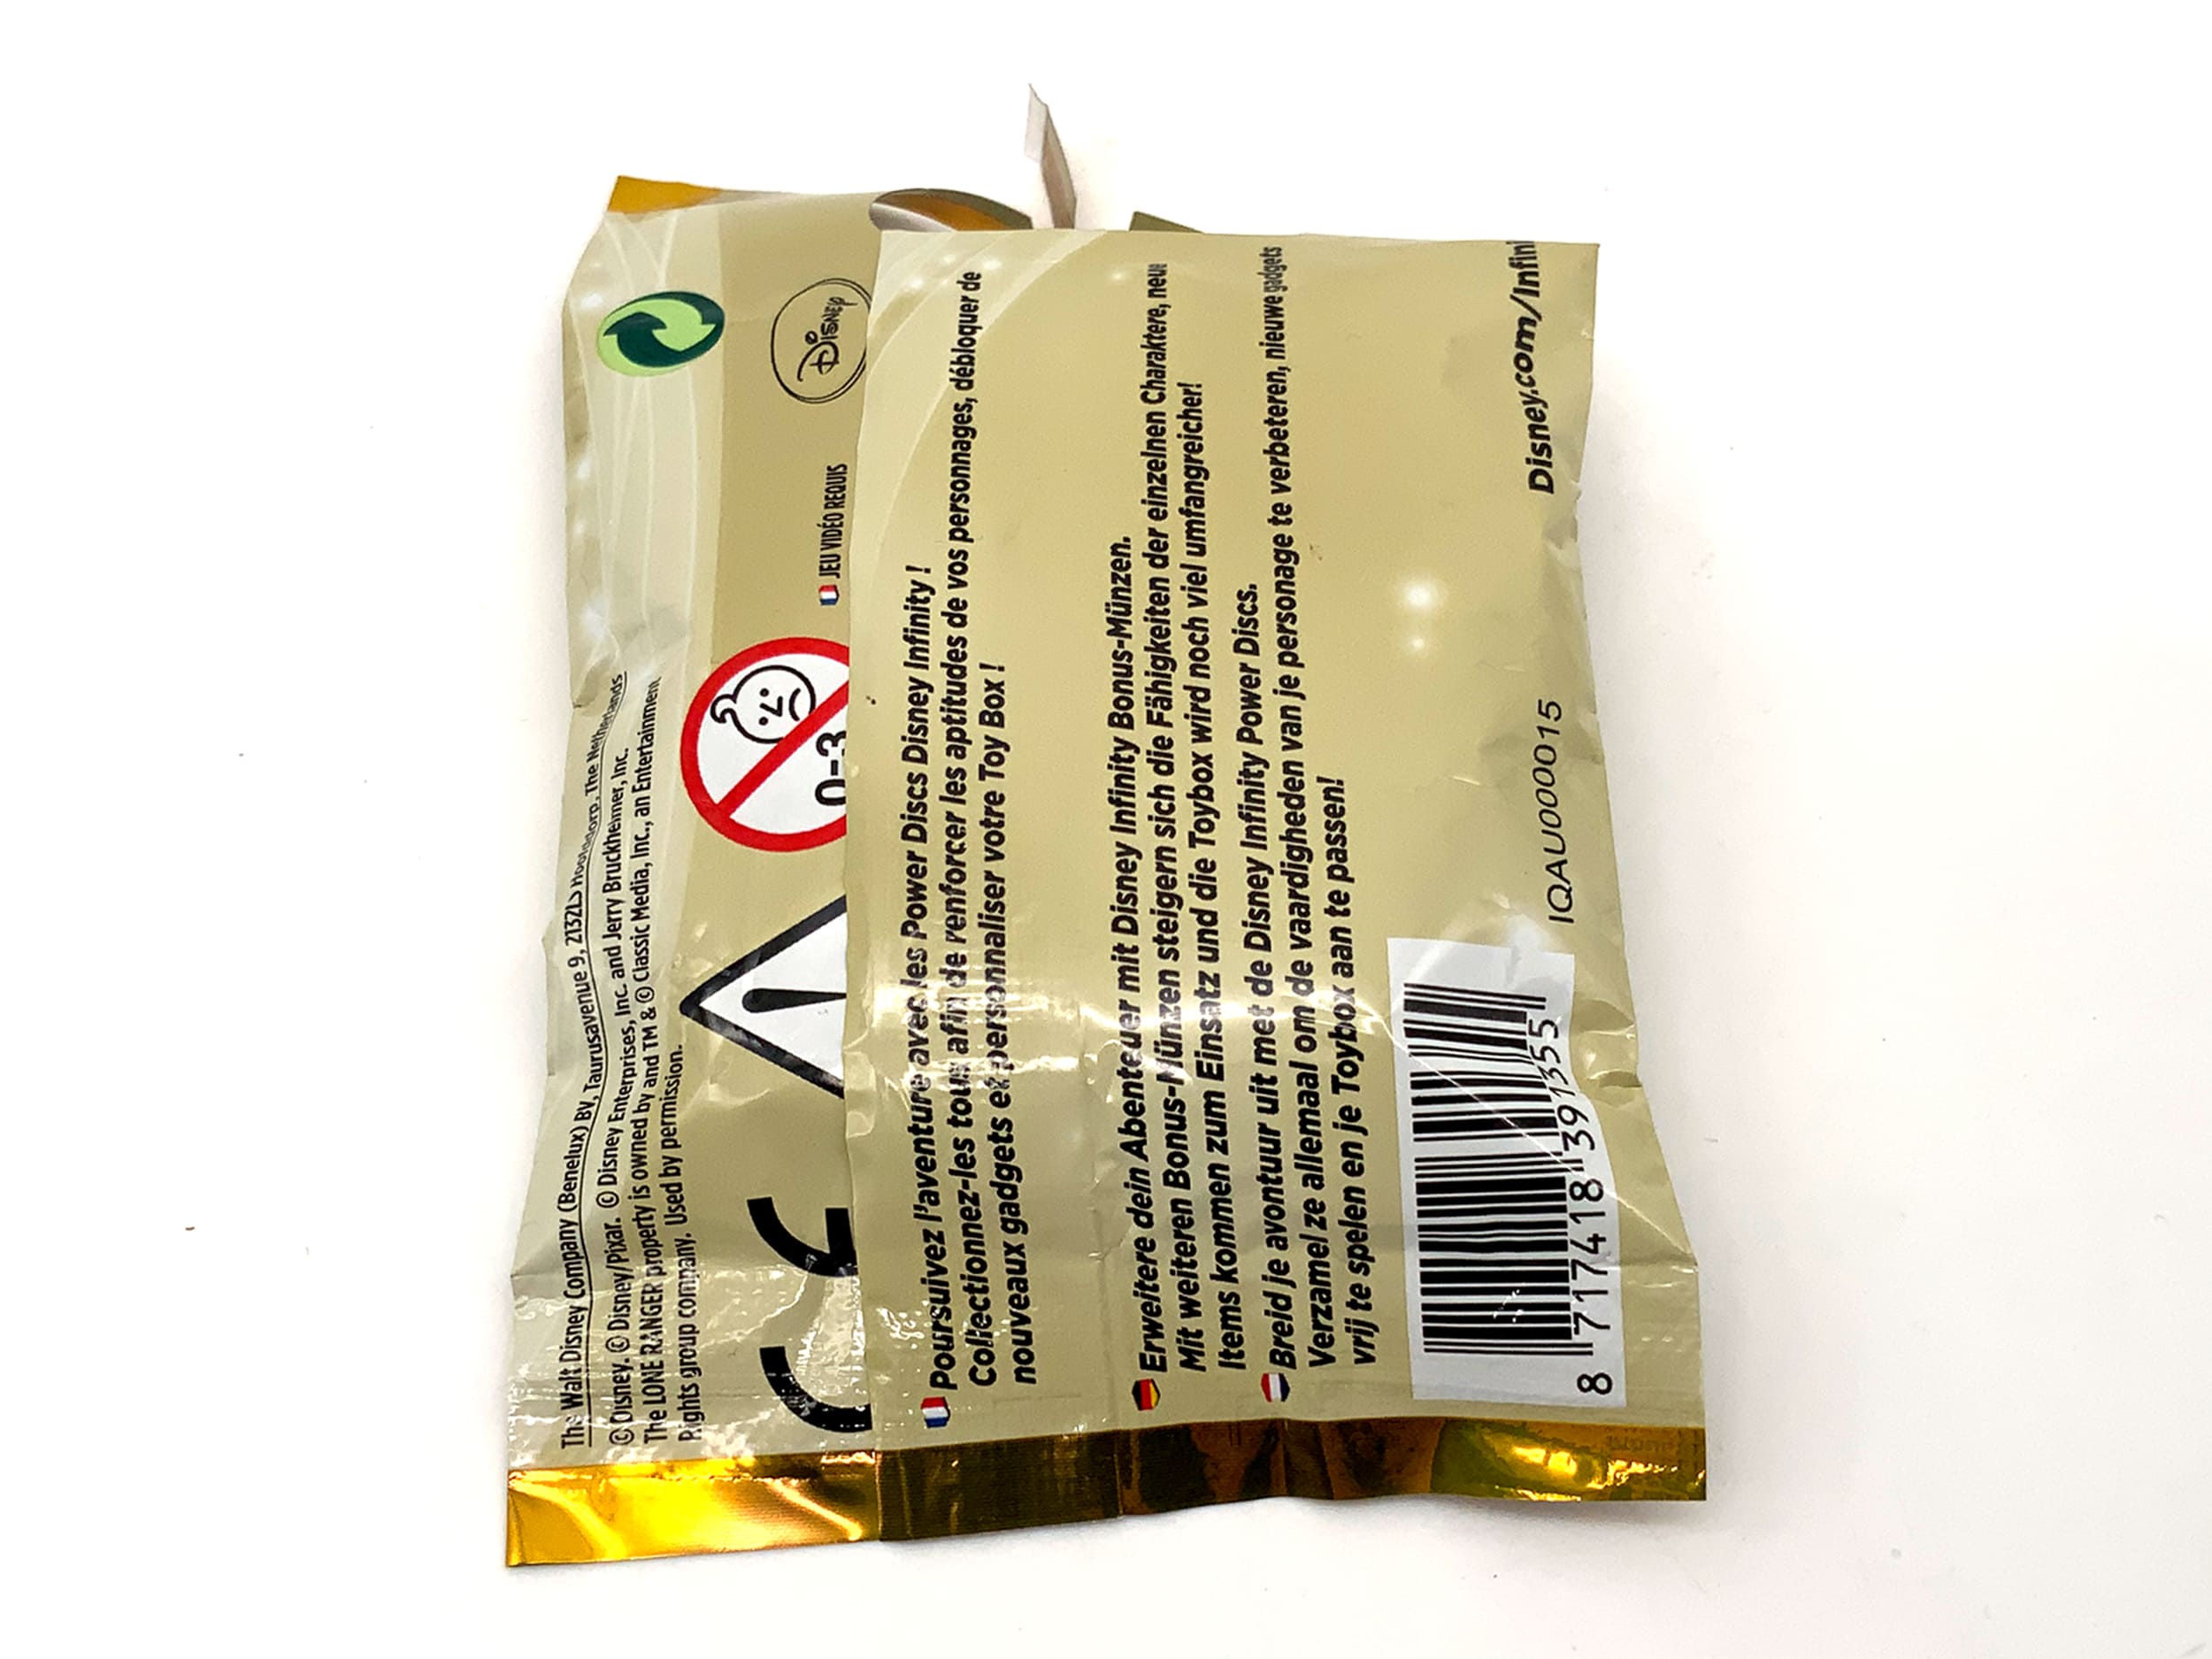 The Walt Disney Company (Benelux) BV, Taurusavenue 9, 2132LS Hoofddorp, The Netherlands
© Disney. © Disney/Pixar. © Disney Enterprises, Inc. and Jerry Bruckheimer, Inc.
The LONE RANGER property is owned by and TM & © Classic Media, Inc., an Entertainment
Rights group company. Used by permission.
CE
0-3
JEU VIDÉO REQUIS
Disney
Poursuivez l'aventure avec les Power Discs Disney Infinity !
Collectionnez-les tous afin de renforcer les aptitudes de vos personnages, débloquer de
nouveaux gadgets et personnaliser votre Toy Box !
Erweitere dein Abenteuer mit Disney Infinity Bonus-Münzen.
Mit weiteren Bonus-Münzen steigern sich die Fähigkeiten der einzelnen Charaktere, neue
Items kommen zum Einsatz und die Toybox wird noch viel umfangreicher!
Breid je avontuur uit met de Disney Infinity Power Discs.
Verzamel ze allemaal om de vaardigheden van je personage te verbeteren, nieuwe gadgets
vrij te spelen en je Toybox aan te passen!
8 717418 391355
IQAU000015
Disney.com/Infini